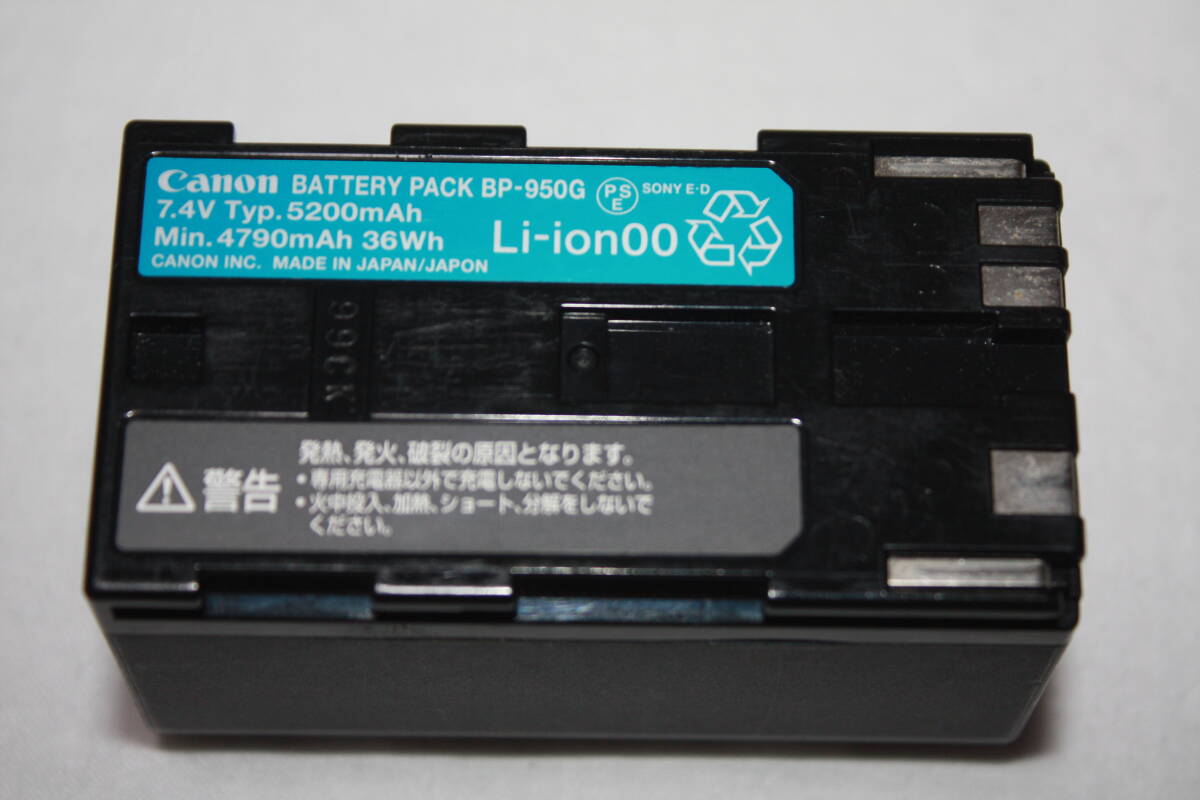 Canon BATTERY PACK BP-950G PSE SONY E·D
7.4V Typ. 5200mAh
Min. 4790mAh 36Wh Li-ion00
CANON INC. MADE IN JAPAN/JAPON
99CK
警告
発熱、発火、破裂の原因となります。
・専用充電器以外で充電しないでください。
・火中投入、加熱、ショート、分解をしないで
ください。